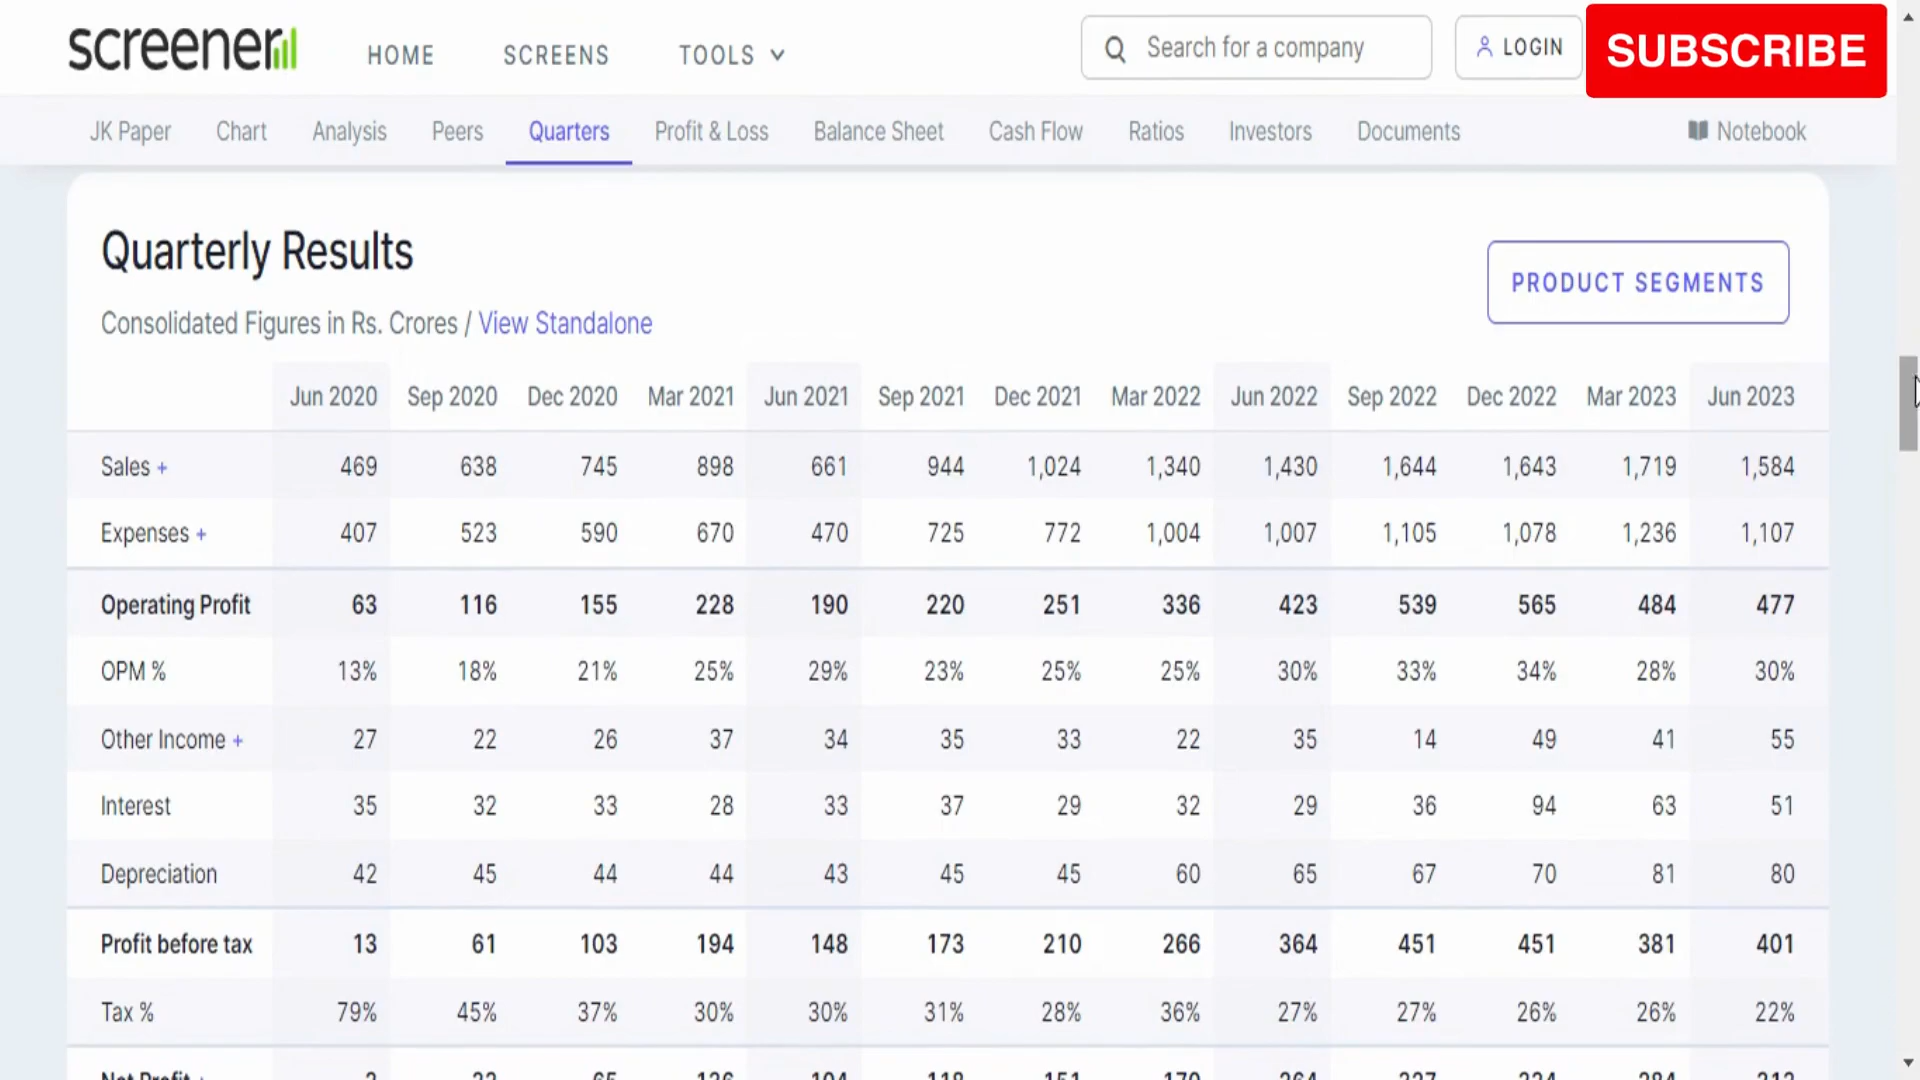 screener HOME SCREENS TOOLS Search for a company LOGIN SUBSCRIBE
JK Paper Chart Analysis Peers Quarters Profit & Loss Balance Sheet Cash Flow Ratios Investors Documents Notebook
Quarterly Results
PRODUCT SEGMENTS
Consolidated Figures in Rs. Crores / View Standalone
Jun 2020 Sep 2020 Dec 2020 Mar 2021 Jun 2021 Sep 2021 Dec 2021 Mar 2022 Jun 2022 Sep 2022 Dec 2022 Mar 2023 Jun 2023
Sales + 469 638 745 898 661 944 1,024 1,340 1,430 1,644 1,643 1,719 1,584
Expenses + 407 523 590 670 470 725 772 1,004 1,007 1,105 1,078 1,236 1,107
Operating Profit 63 116 155 228 190 220 251 336 423 539 565 484 477
OPM % 13% 18% 21% 25% 29% 23% 25% 25% 30% 33% 34% 28% 30%
Other Income + 27 22 26 37 34 35 33 22 35 14 49 41 55
Interest 35 32 33 28 33 37 29 32 29 36 94 63 51
Depreciation 42 45 44 44 43 45 45 60 65 67 70 81 80
Profit before tax 13 61 103 194 148 173 210 266 364 451 451 381 401
Tax % 79% 45% 37% 30% 30% 31% 28% 36% 27% 27% 26% 26% 22%
Net Profit +